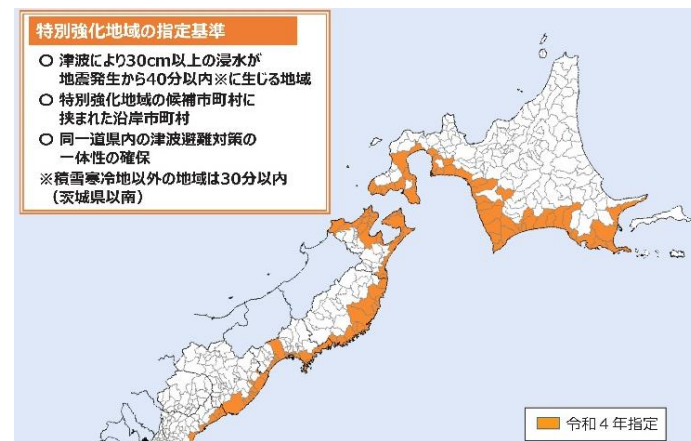 特別強化地域の指定基準
○ 津波により30cm以上の浸水が
地震発生から40分以内※に生じる地域
○ 特別強化地域の候補市町村に
挟まれた沿岸市町村
○ 同一道県内の津波避難対策の
一体性の確保
※積雪寒冷地以外の地域は30分以内
（茨城県以南）
令和４年指定